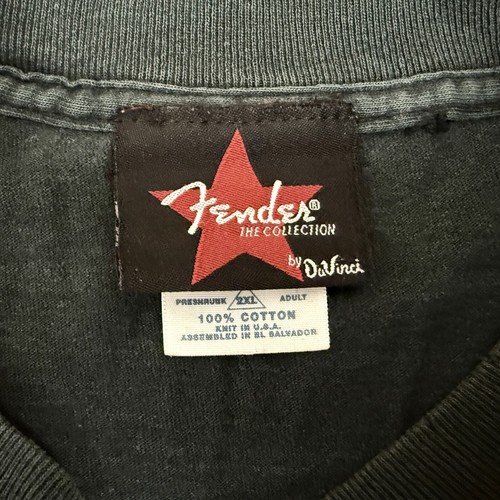 Fender®
THE COLLECTION
by DaVinci
PRESHRUNK 2XL ADULT
100% COTTON
KNIT IN U.S.A.
ASSEMBLED IN EL SALVADOR